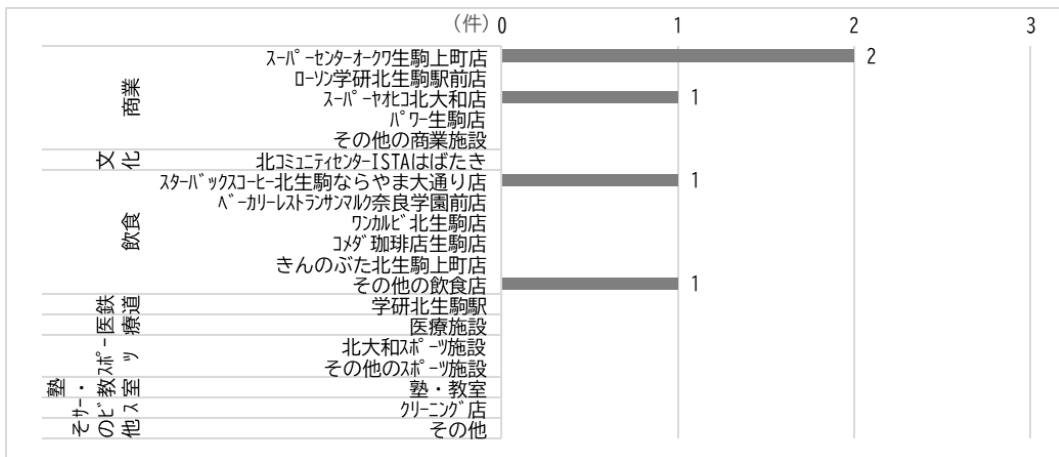 (件) 0 1 2 3
商業
ｽｰﾊﾟｰｾﾝﾀｰｵｰｸﾜ生駒上町店 2
ﾛｰｿﾝ学研北生駒駅前店
ｽｰﾊﾟｰﾔｵﾋｺ北大和店 1
ﾊﾟﾜｰ生駒店
その他の商業施設
文化
北ｺﾐｭﾆﾃｨｾﾝﾀｰISTAはばたき
飲食
ｽﾀｰﾊﾞｯｸｽｺｰﾋｰ北生駒ならやま大通り店 1
ﾍﾞｰｶﾘｰﾚｽﾄﾗﾝｻﾝﾏﾙｸ奈良学園前店
ﾜﾝｶﾙﾋﾞ北生駒店
ｺﾒﾀﾞ珈琲店生駒店
きんのぶた北生駒上町店
その他の飲食店 1
鉄道
学研北生駒駅
医療
医療施設
スポーツ
北大和ｽﾎﾟｰﾂ施設
その他のｽﾎﾟｰﾂ施設
塾・教室
塾・教室
サービス
ｸﾘｰﾆﾝｸﾞ店
その他
その他